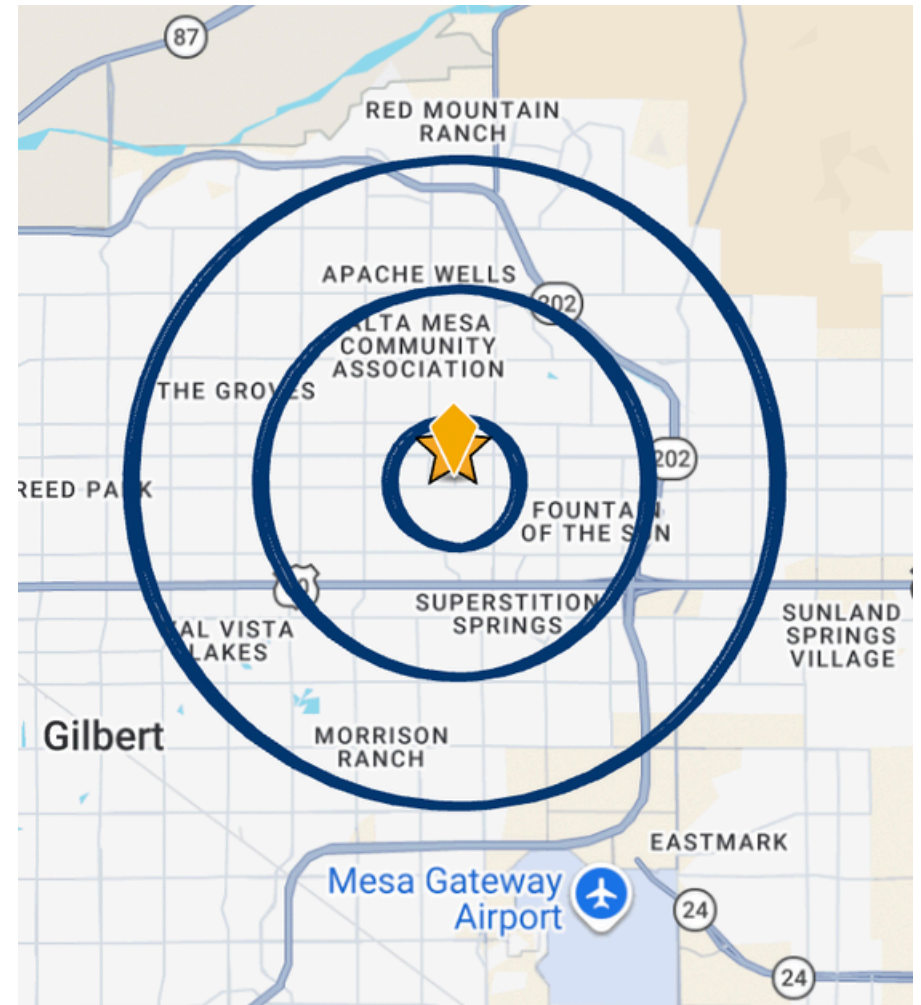 87
RED MOUNTAIN
RANCH
APACHE WELLS
202
ALTA MESA
COMMUNITY
ASSOCIATION
THE GROVES
202
REED PARK
FOUNTAIN
OF THE SUN
SUPERSTITION
SPRINGS
SUNLAND
SPRINGS
VILLAGE
VAL VISTA
LAKES
Gilbert
MORRISON
RANCH
EASTMARK
Mesa Gateway
Airport
24
24